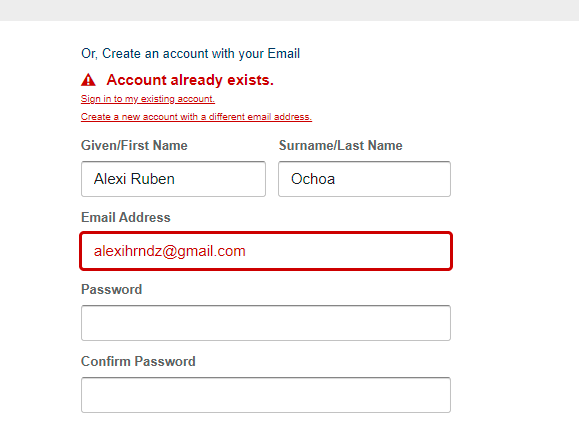 Or, Create an account with your Email
Account already exists.
Sign in to my existing account.
Create a new account with a different email address.
Given/First Name Surname/Last Name
Alexi Ruben Ochoa
Email Address
alexihrndz@gmail.com
Password
Confirm Password